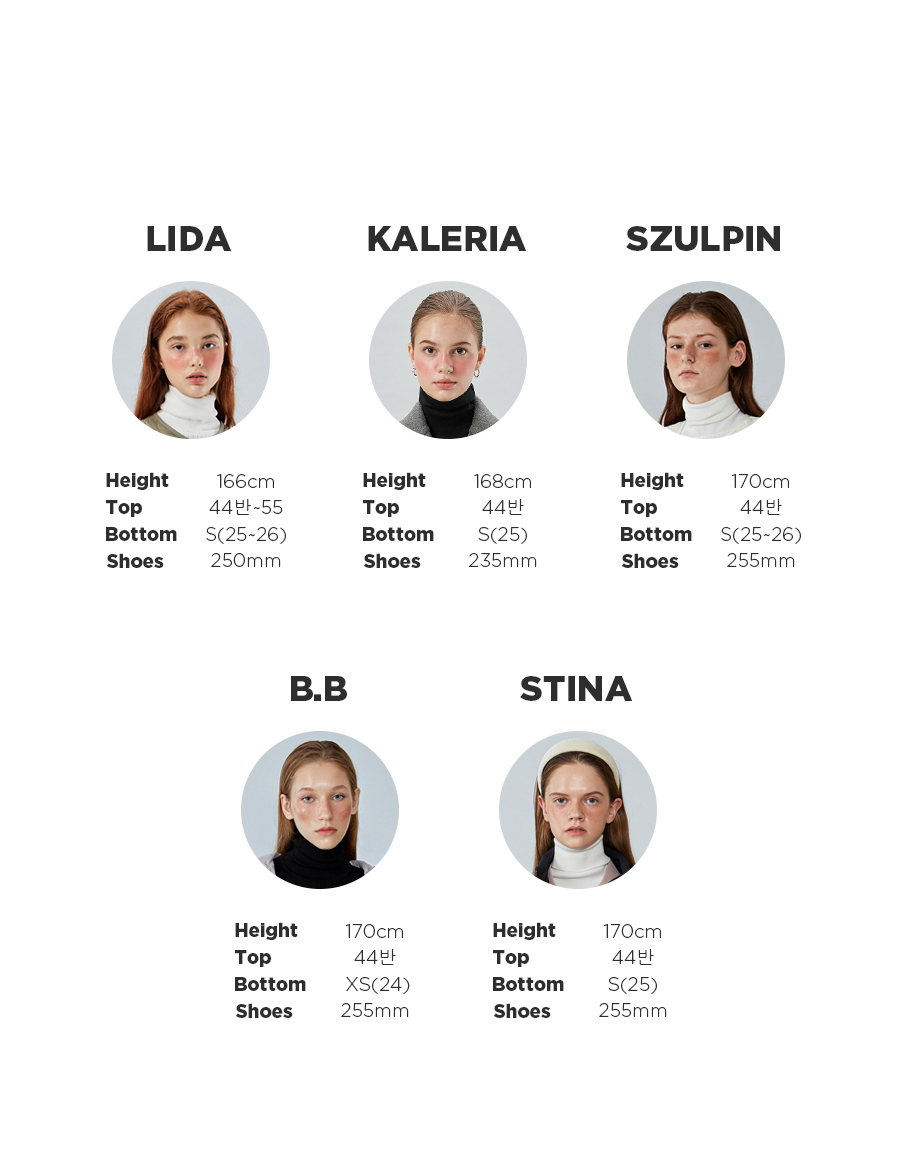 LIDA KALERIA SZULPIN
Height 166cm
Top 44반~55
Bottom S(25~26)
Shoes 250mm
Height 168cm
Top 44반
Bottom S(25)
Shoes 235mm
Height 170cm
Top 44반
Bottom S(25~26)
Shoes 255mm
B.B STINA
Height 170cm
Top 44반
Bottom XS(24)
Shoes 255mm
Height 170cm
Top 44반
Bottom S(25)
Shoes 255mm